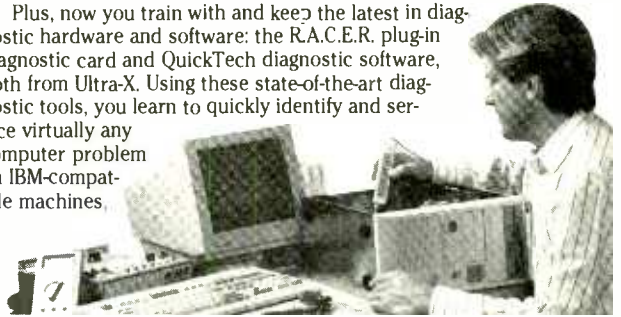 Plus, now you train with and keep the latest in diag-
ostic hardware and software: the R.A.C.E.R. plug-in
agnostic card and QuickTech diagnostic software,
oth from Ultra-X. Using these state-of-the-art diag-
ostic tools, you learn to quickly identify and ser-
ce virtually any
omputer problem
n IBM-compat-
le machines,